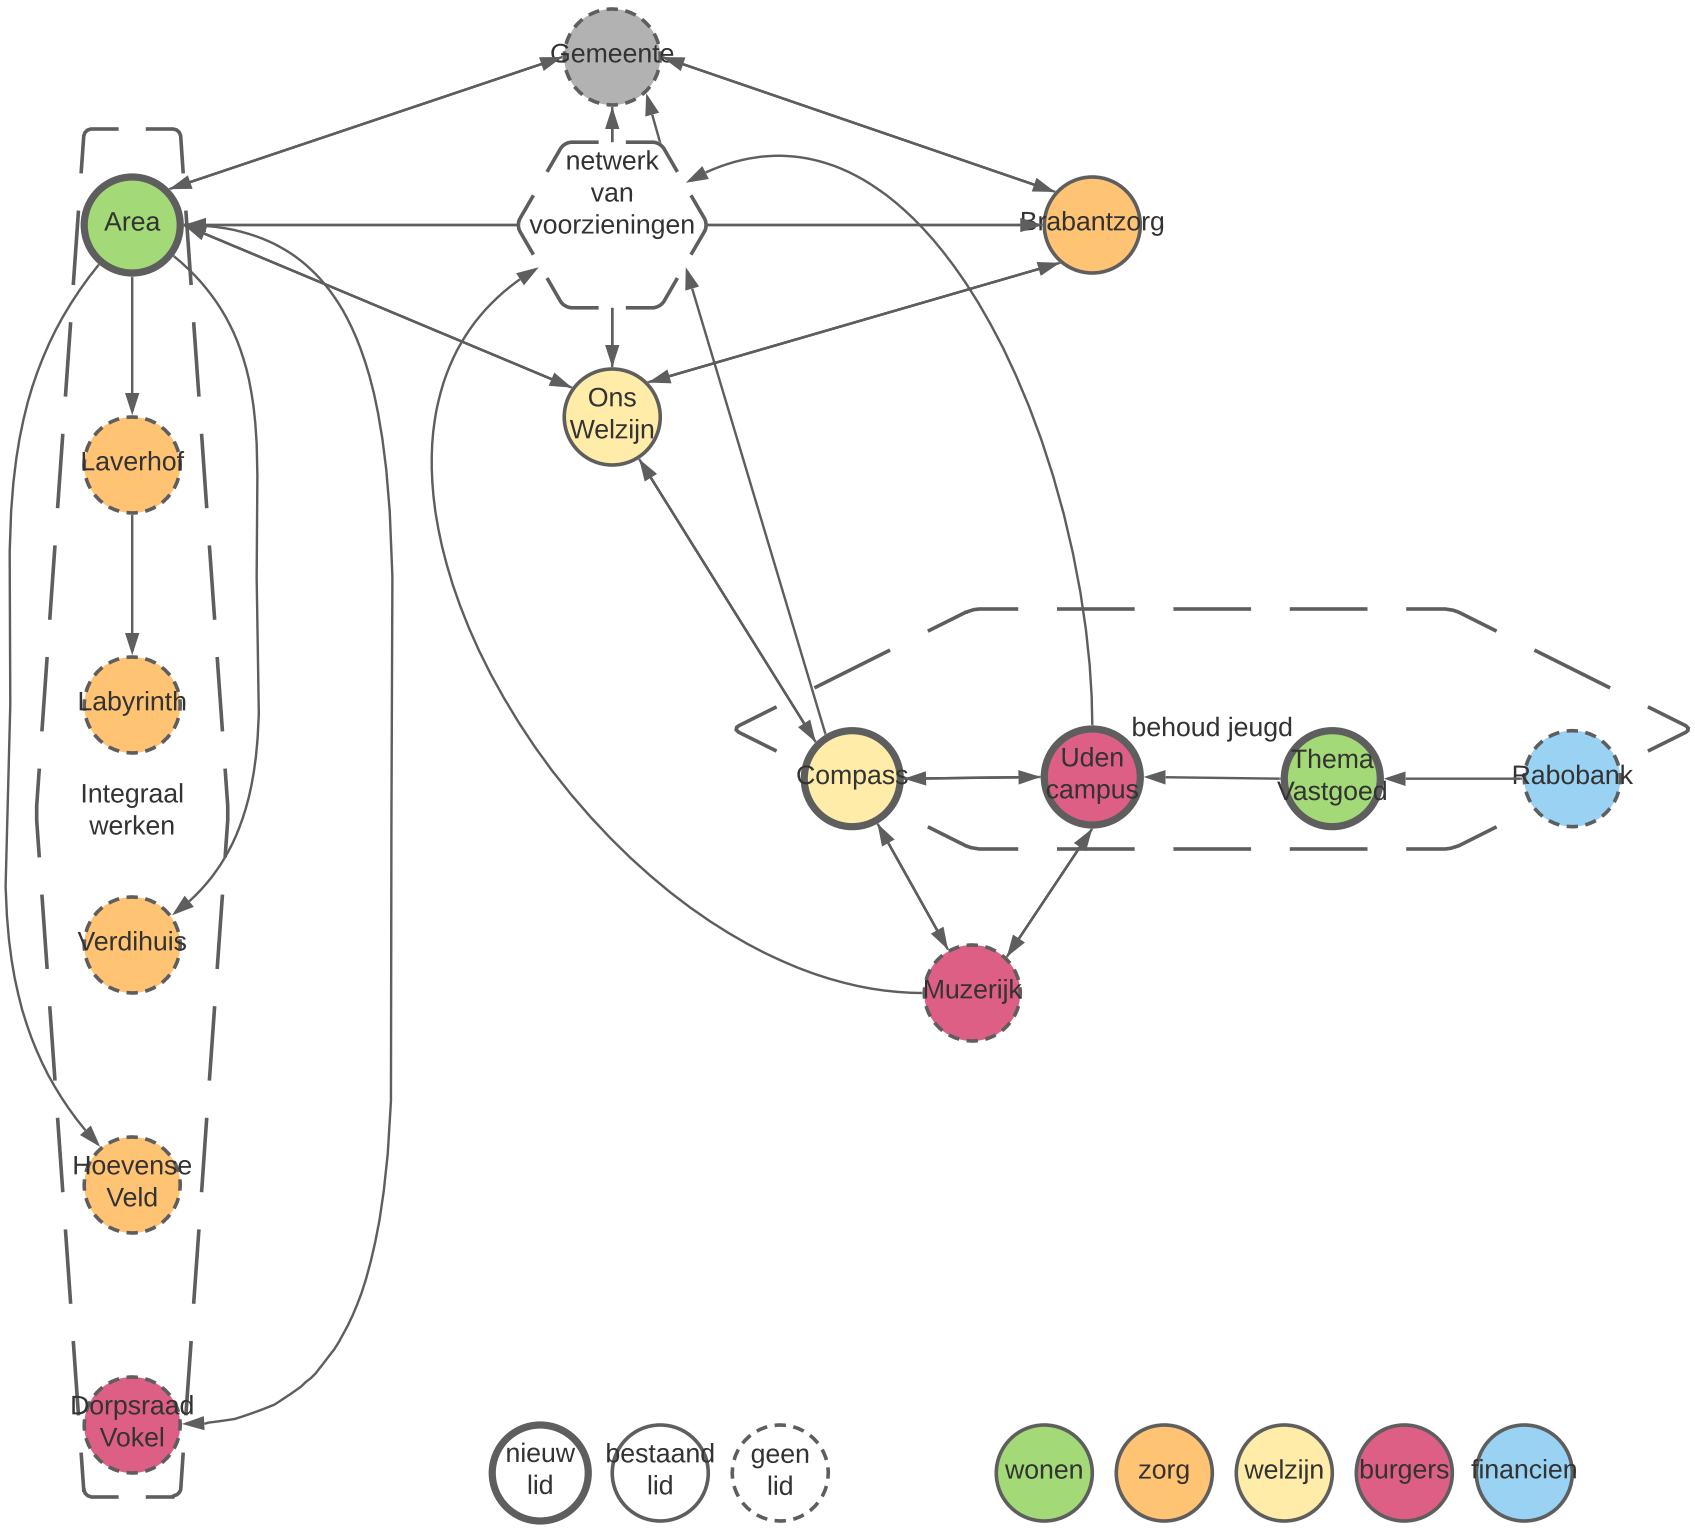 Gemeente
netwerk
van
voorzieningen
Area
Brabantzorg
Ons
Welzijn
Laverhof
Labyrinth
Integraal
werken
behoud jeugd
Compass
Uden
campus
Thema
Vastgoed
Rabobank
Verdihuis
Muzerijk
Hoevense
Veld
Dorpsraad
Vokel
nieuw
lid
bestaand
lid
geen
lid
wonen
zorg
welzijn
burgers
financien